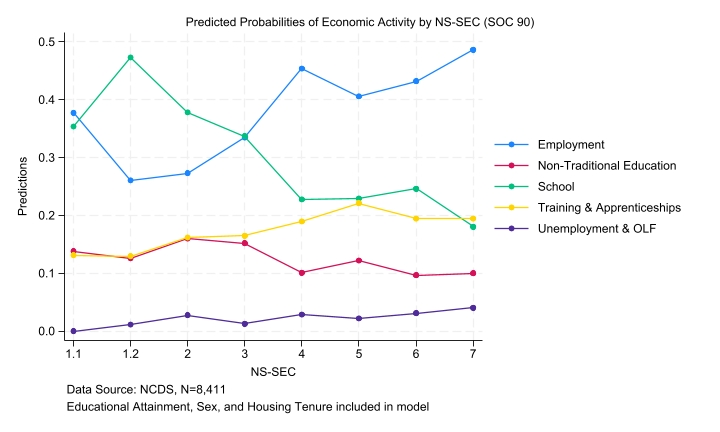 Predicted Probabilities of Economic Activity by NS-SEC (SOC 90)
0.5
0.4
0.3
0.2
0.1
0.0
Predictions
1.1 1.2 2 3 4 5 6 7
NS-SEC
Employment
Non-Traditional Education
School
Training & Apprenticeships
Unemployment & OLF
Data Source: NCDS, N=8,411
Educational Attainment, Sex, and Housing Tenure included in model